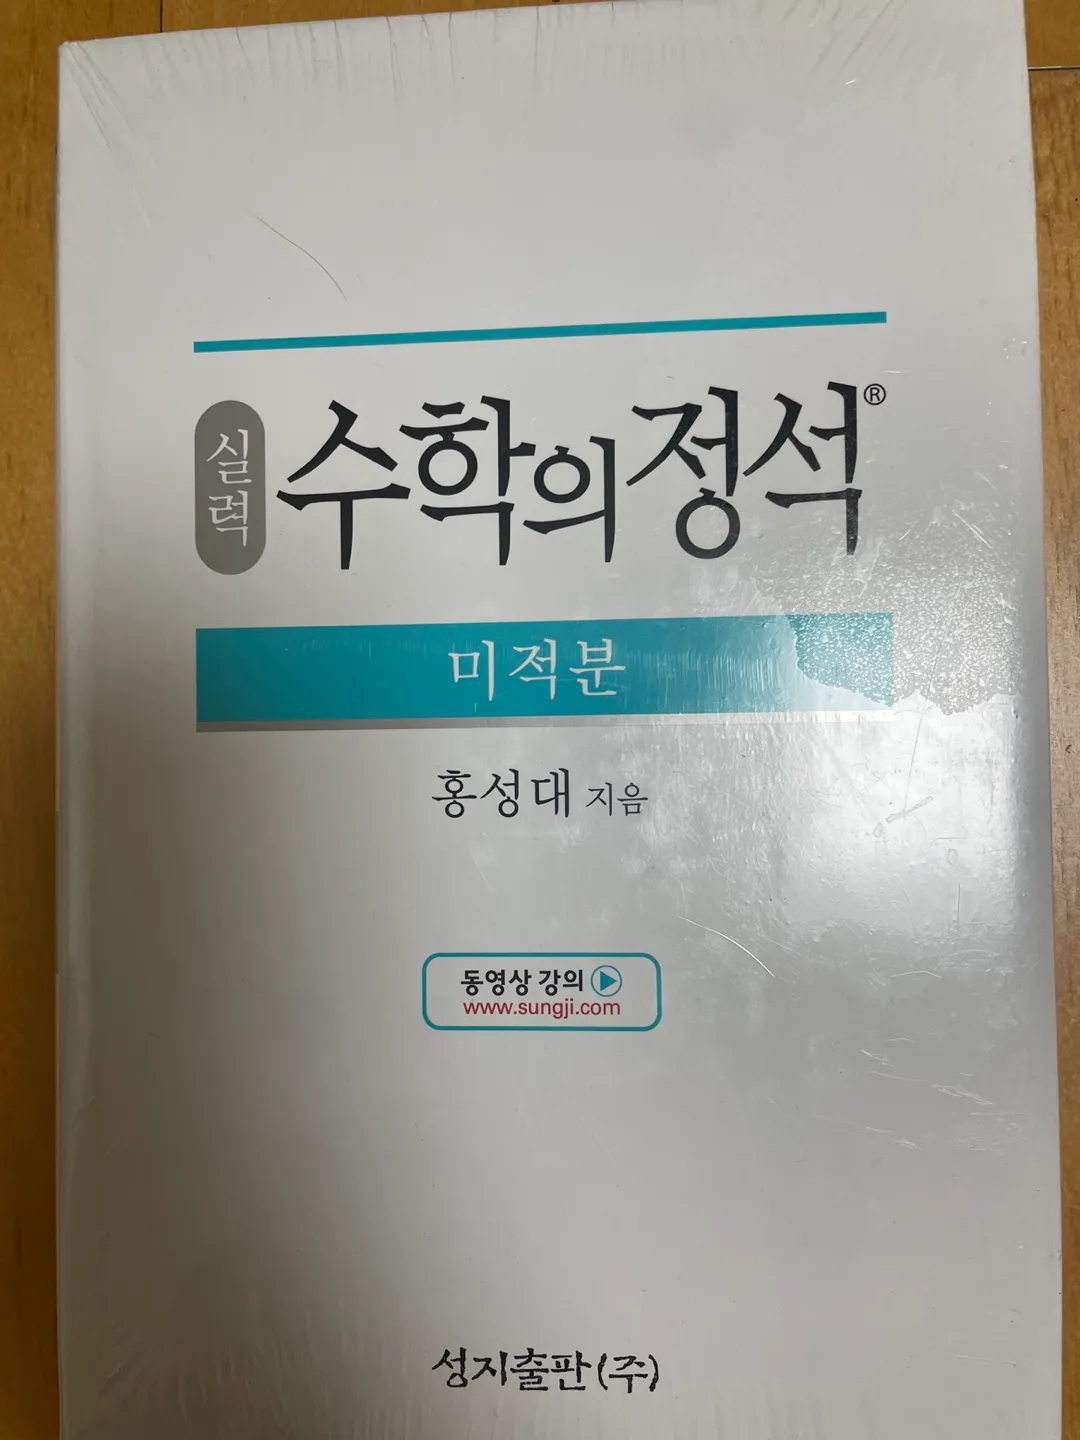 실력 수학의 정석®
미적분
홍성대 지음
동영상 강의
www.sungji.com
성지출판(주)